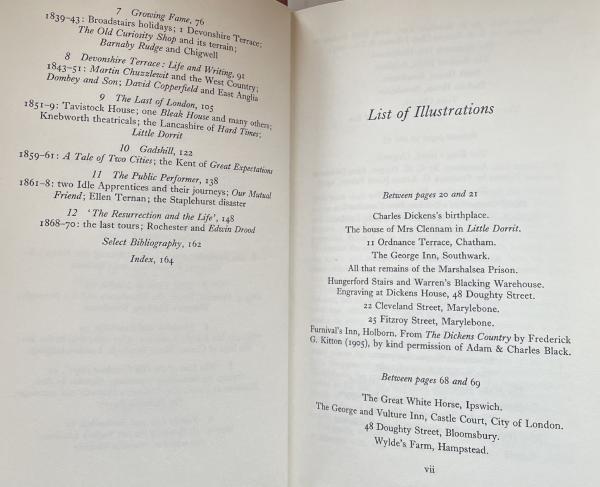 7 Growing Fame, 76
1839-43: Broadstairs holidays; 1 Devonshire Terrace;
The Old Curiosity Shop and its terrain;
Barnaby Rudge and Chigwell
8 Devonshire Terrace: Life and Writing, 91
1843-51: Martin Chuzzlewit and the West Country;
Dombey and Son; David Copperfield and East Anglia
9 The Last of London, 105
1851-9: Tavistock House; one Bleak House and many others;
Knebworth theatricals; the Lancashire of Hard Times;
Little Dorrit
10 Gadshill, 122
1859-61: A Tale of Two Cities; the Kent of Great Expectations
11 The Public Performer, 138
1861-8: two Idle Apprentices and their journeys; Our Mutual
Friend; Ellen Ternan; the Staplehurst disaster
12 'The Resurrection and the Life', 148
1868-70: the last tours; Rochester and Edwin Drood
Select Bibliography, 162
Index, 164
List of Illustrations
Between pages 20 and 21
Charles Dickens's birthplace.
The house of Mrs Clennam in Little Dorrit.
11 Ordnance Terrace, Chatham.
The George Inn, Southwark.
All that remains of the Marshalsea Prison.
Hungerford Stairs and Warren's Blacking Warehouse.
Engraving at Dickens House, 48 Doughty Street.
22 Cleveland Street, Marylebone.
25 Fitzroy Street, Marylebone.
Furnival's Inn, Holborn. From The Dickens Country by Frederick
G. Kitton (1905), by kind permission of Adam & Charles Black.
Between pages 68 and 69
The Great White Horse, Ipswich.
The George and Vulture Inn, Castle Court, City of London.
48 Doughty Street, Bloomsbury.
Wylde's Farm, Hampstead.
vii